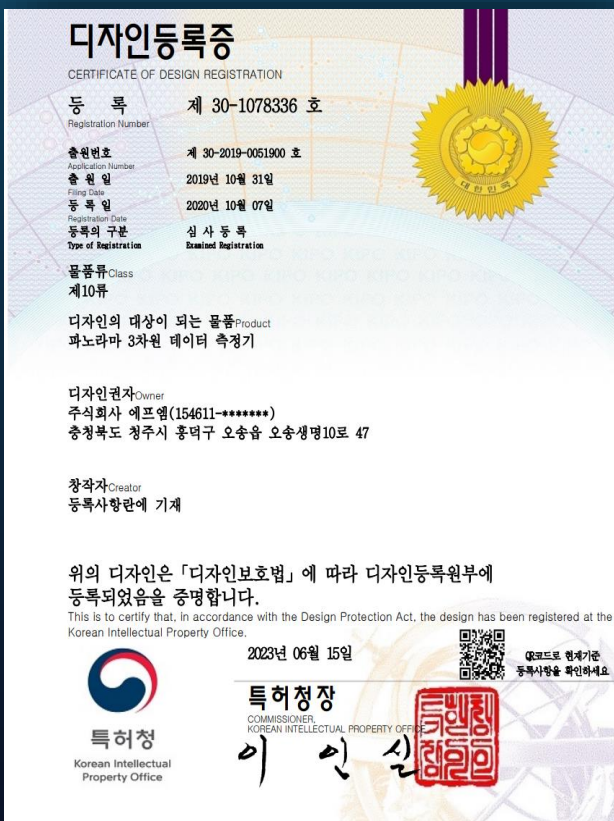 디자인등록증
CERTIFICATE OF DESIGN REGISTRATION
등 록 제 30-1078336 호
Registration Number
출원번호 제 30-2019-0051900 호
Application Number
출 원 일 2019년 10월 31일
Filing Date
등 록 일 2020년 10월 07일
Registration Date
등록의 구분 심 사 등 록
Type of Registration Examined Registration
물품류Class
제10류
디자인의 대상이 되는 물품Product
파노라마 3차원 데이터 측정기
디자인권자Owner
주식회사 에프엠(154611-*******)
충청북도 청주시 흥덕구 오송읍 오송생명10로 47
창작자Creator
등록사항란에 기재
위의 디자인은 「디자인보호법」에 따라 디자인등록원부에
등록되었음을 증명합니다.
This is to certify that, in accordance with the Design Protection Act, the design has been registered at the
Korean Intellectual Property Office.
2023년 06월 15일
QR코드로 현재기준
등록사항을 확인하세요
특허청장
COMMISSIONER,
KOREAN INTELLECTUAL PROPERTY OFFICE
이 인 실
특허청
Korean Intellectual
Property Office
대한민국